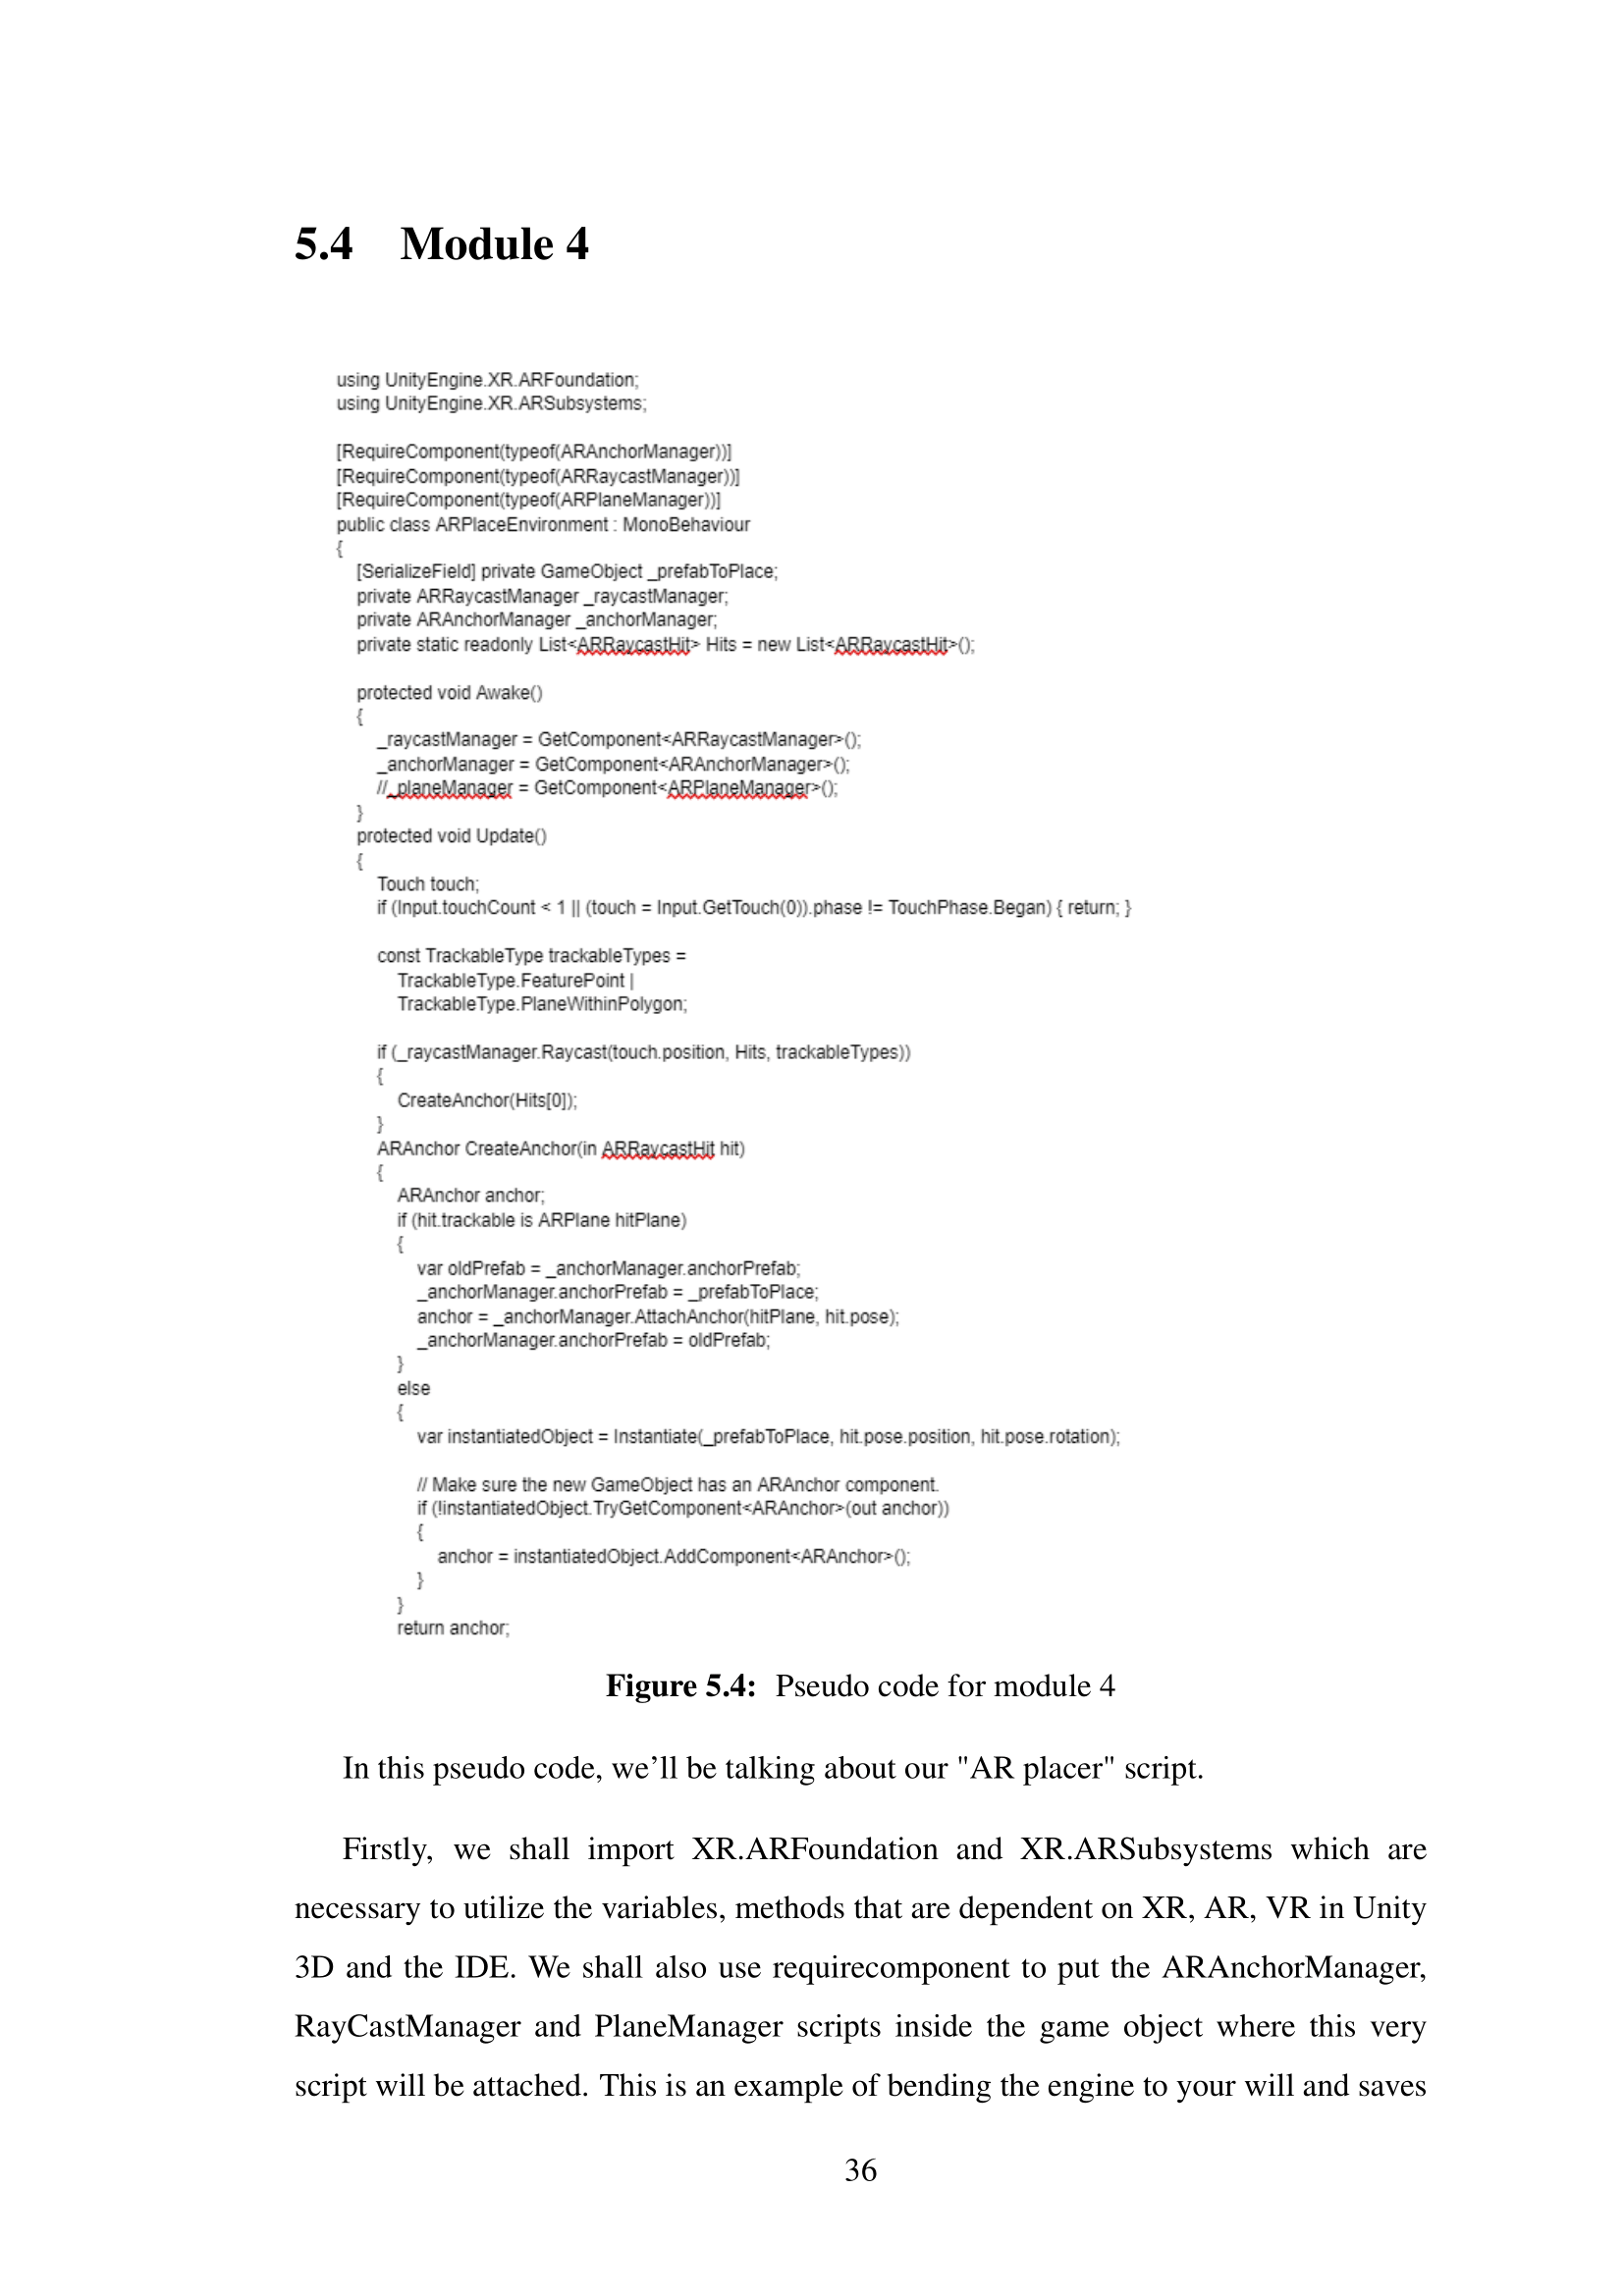 5.4 Module 4
using UnityEngine.XR.ARFoundation;
using UnityEngine.XR.ARSubsystems;
[RequireComponent(typeof(ARAnchorManager))]
[RequireComponent(typeof(ARRaycastManager))]
[RequireComponent(typeof(ARPlaneManager))]
public class ARPlaceEnvironment : MonoBehaviour
{
[SerializeField] private GameObject _prefabToPlace;
private ARRaycastManager _raycastManager;
private ARAnchorManager _anchorManager;
private static readonly List<ARRaycastHit> Hits = new List<ARRaycastHit>();
protected void Awake()
{
_raycastManager = GetComponent<ARRaycastManager>();
_anchorManager = GetComponent<ARAnchorManager>();
//_planeManager = GetComponent<ARPlaneManager>();
}
protected void Update()
{
Touch touch;
if (Input.touchCount < 1 || (touch = Input.GetTouch(0)).phase != TouchPhase.Began) { return; }
const TrackableType trackableTypes =
TrackableType.FeaturePoint |
TrackableType.PlaneWithinPolygon;
if (_raycastManager.Raycast(touch.position, Hits, trackableTypes))
{
CreateAnchor(Hits[0]);
}
ARAnchor CreateAnchor(in ARRaycastHit hit)
{
ARAnchor anchor;
if (hit.trackable is ARPlane hitPlane)
{
var oldPrefab = _anchorManager.anchorPrefab;
_anchorManager.anchorPrefab = _prefabToPlace;
anchor = _anchorManager.AttachAnchor(hitPlane, hit.pose);
_anchorManager.anchorPrefab = oldPrefab;
}
else
{
var instantiatedObject = Instantiate(_prefabToPlace, hit.pose.position, hit.pose.rotation);
// Make sure the new GameObject has an ARAnchor component.
if (!instantiatedObject.TryGetComponent<ARAnchor>(out anchor))
{
anchor = instantiatedObject.AddComponent<ARAnchor>();
}
}
return anchor;
Figure 5.4: Pseudo code for module 4
In this pseudo code, we'll be talking about our "AR placer" script.
Firstly, we shall import XR.ARFoundation and XR.ARSubsystems which are
necessary to utilize the variables, methods that are dependent on XR, AR, VR in Unity
3D and the IDE. We shall also use requirecomponent to put the ARAnchorManager,
RayCastManager and PlaneManager scripts inside the game object where this very
script will be attached. This is an example of bending the engine to your will and saves
36